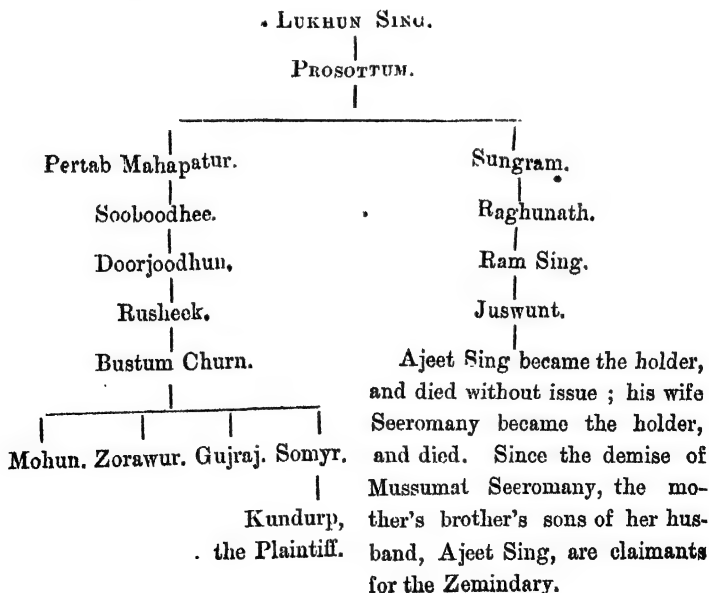 LUKHUN SING.
PROSOTTUM.
Pertab Mahapatur. Sungram.
Sooboodhee. Raghunath.
Doorjoodhun, Ram Sing.
Rusheek. Juswunt.
Bustum Churn.
Mohun. Zorawur. Gujraj. Somyr.
Kundurp,
the Plaintiff.
Ajeet Sing became the holder,
and died without issue ; his wife
Seeromany became the holder,
and died. Since the demise of
Mussumat Seeromany, the mo-
ther's brother's sons of her hus-
band, Ajeet Sing, are claimants
for the Zemindary.